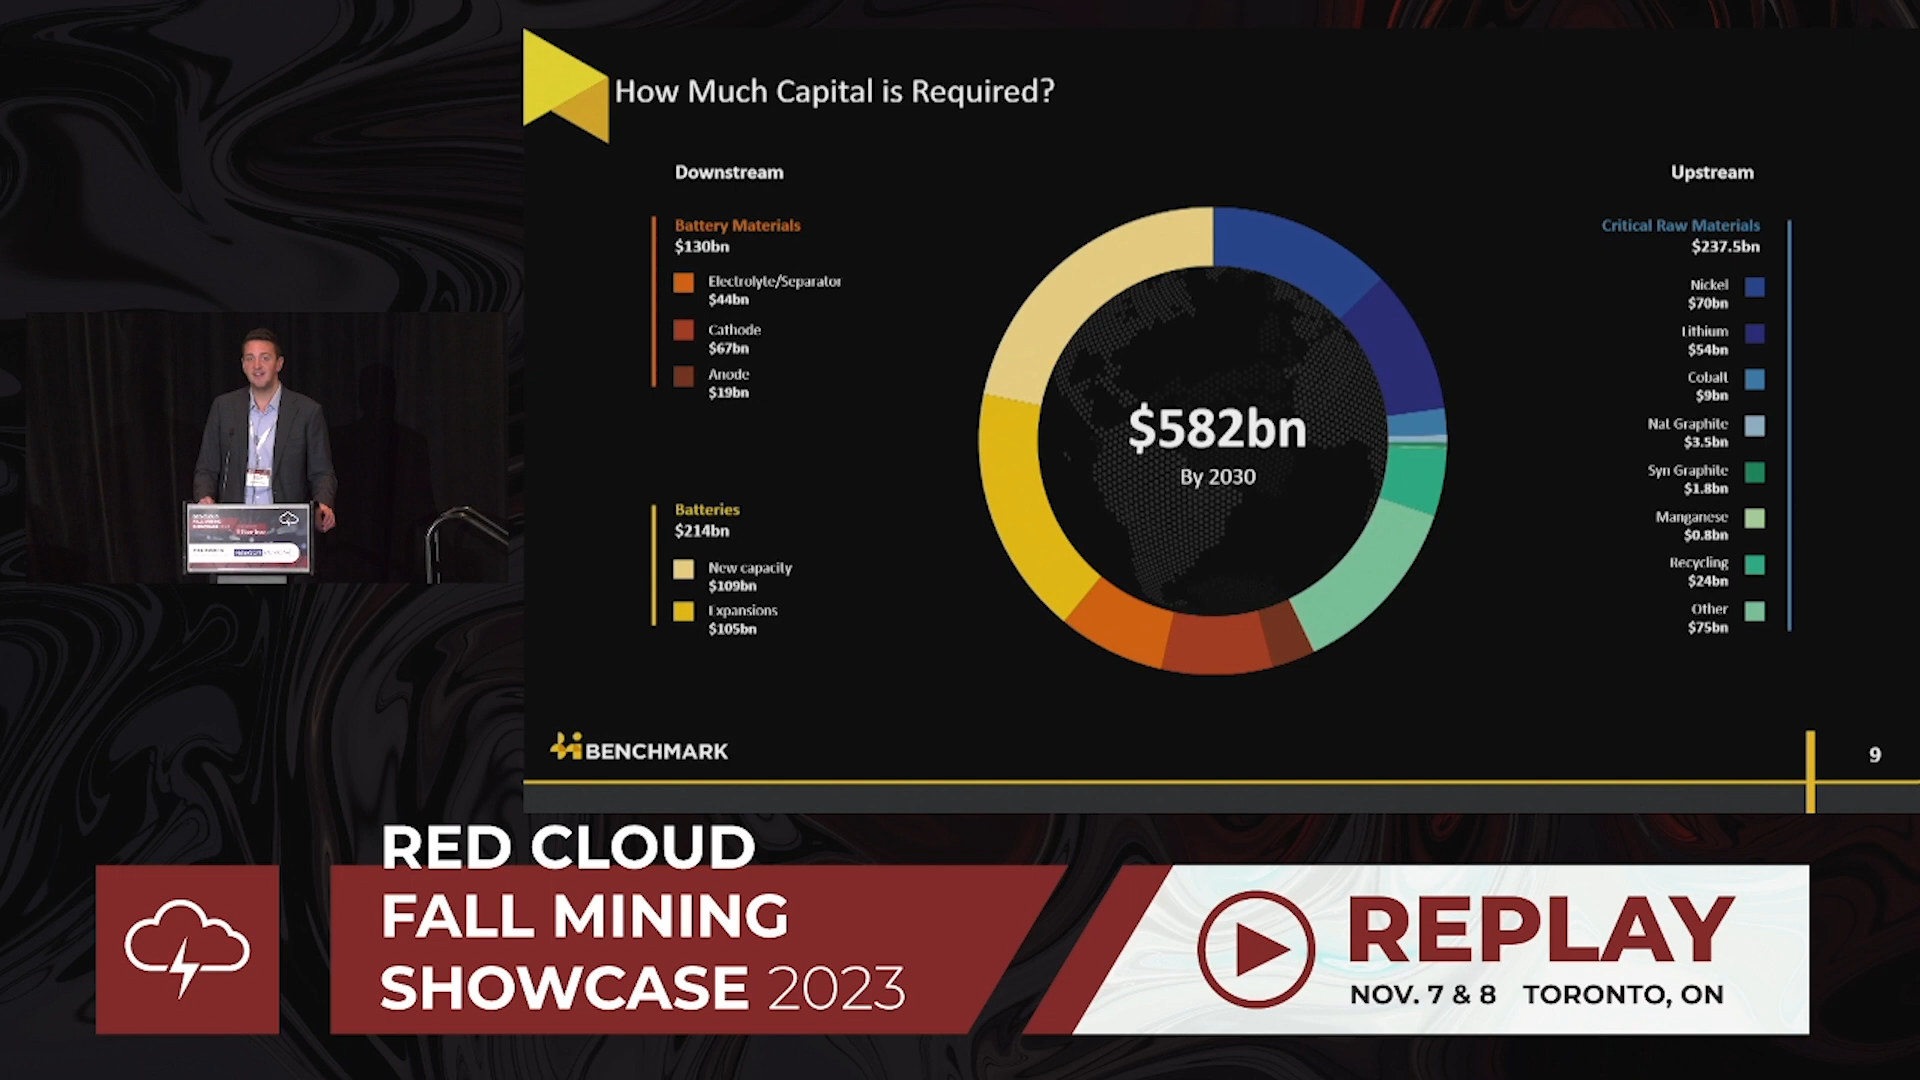 How Much Capital is Required?
Downstream
Battery Materials
$130bn
Electrolyte/Separator
$44bn
Cathode
$67bn
Anode
$19bn
Batteries
$214bn
New capacity
$109bn
Expansions
$105bn
$582bn
By 2030
Upstream
Critical Raw Materials
$237.5bn
Nickel
$70bn
Lithium
$54bn
Cobalt
$9bn
Nat Graphite
$3.5bn
Syn Graphite
$1.8bn
Manganese
$0.8bn
Recycling
$24bn
Other
$75bn
BENCHMARK
9
RED CLOUD
FALL MINING
SHOWCASE 2023
REPLAY
NOV. 7 & 8 TORONTO, ON